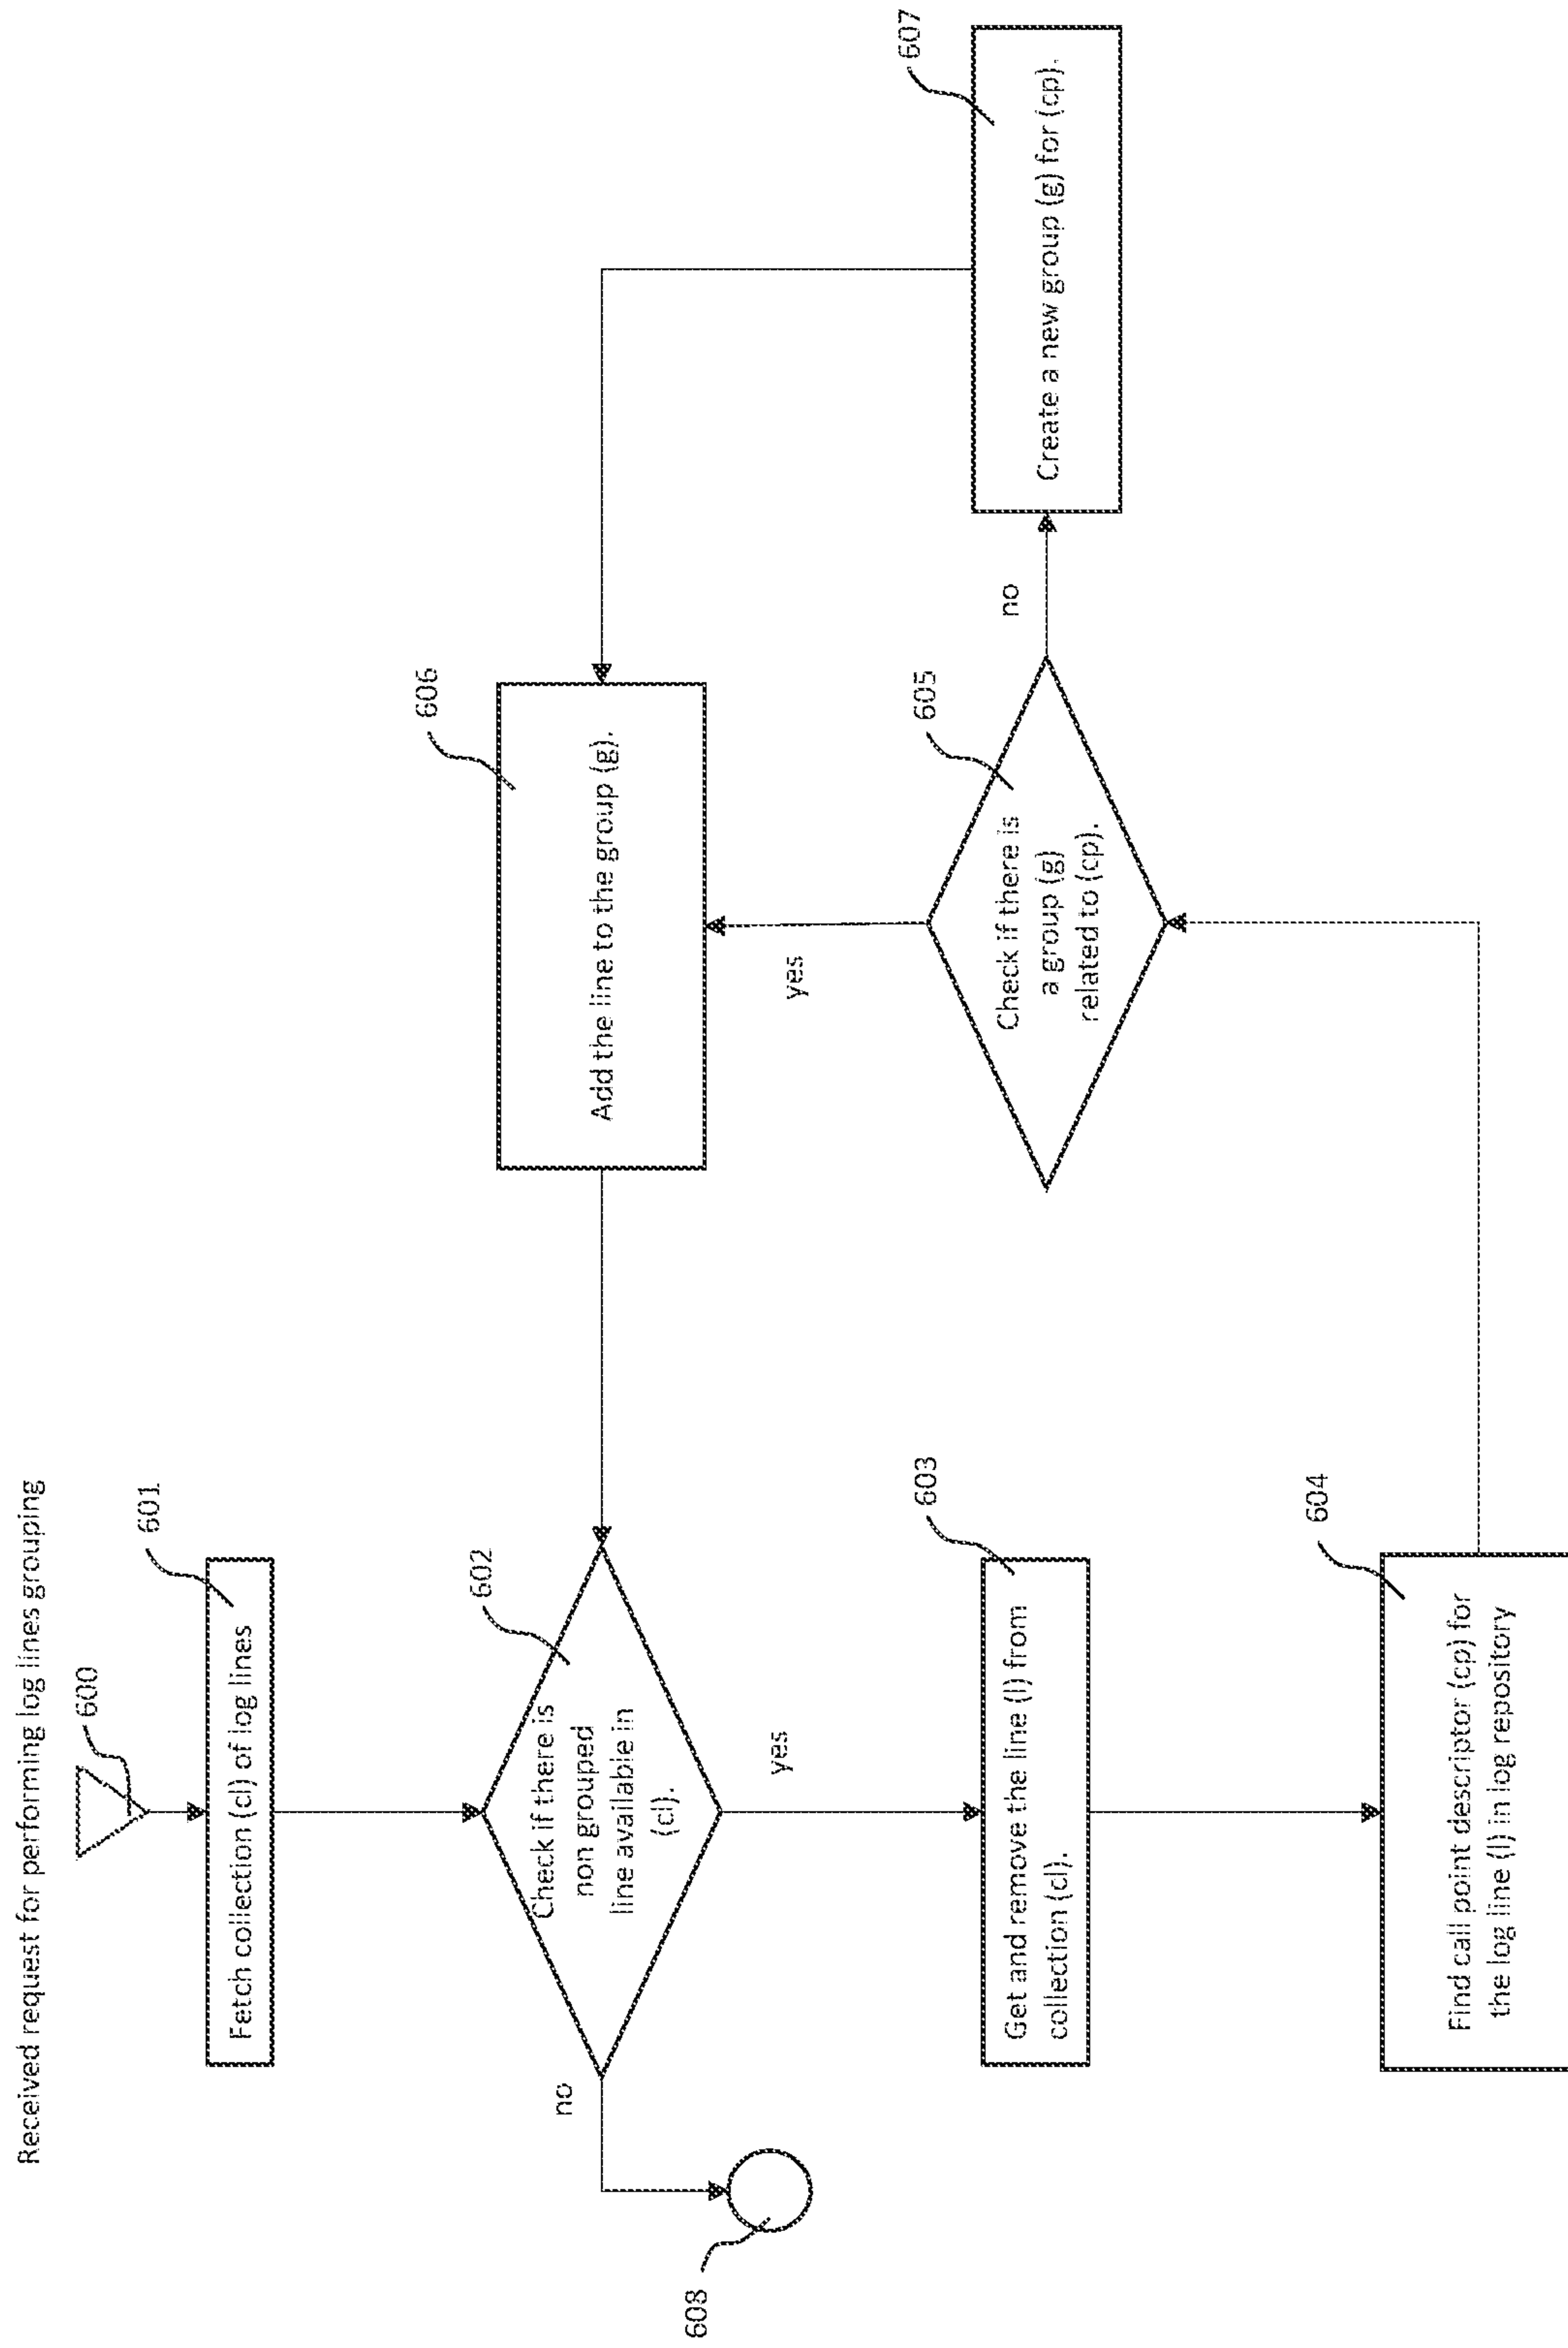 Received request for performing log lines grouping
600
601
Fetch collection (cl) of log lines
602
Check if there is
non grouped
line available in
(cl).
no
608
yes
603
Get and remove the line (l) from
collection (cl).
604
Find call point descriptor (cp) for
the log line (l) in log repository
605
Check if there is
a group (g)
related to (cp).
yes
606
Add the line to the group (g).
no
607
Create a new group (g) for (cp).